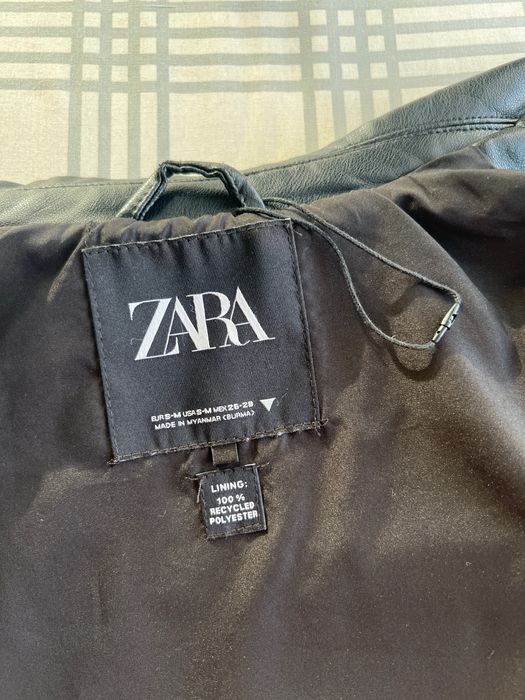 ZARA
EUR S-M USA S-M MEX 26-28
MADE IN MYANMAR (BURMA)
LINING:
100 %
RECYCLED
POLYESTER